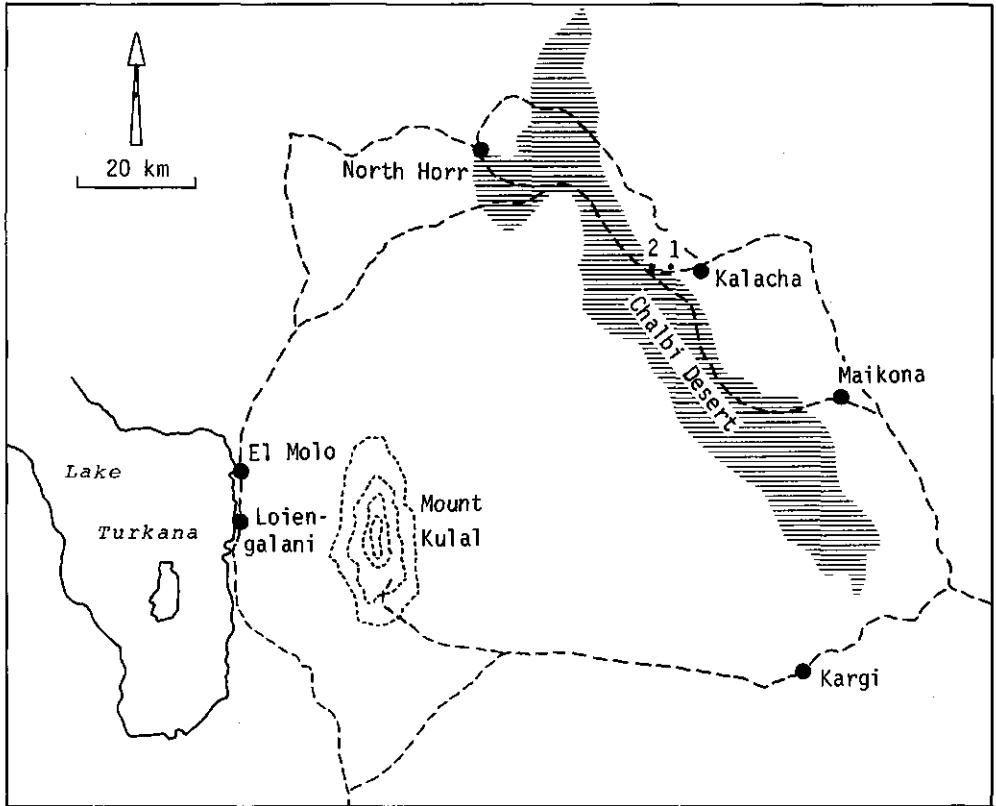 20 km
North Horr
2 1
Kalacha
Chalbi Desert
Maikona
El Molo
Lake
Turkana
Loien-
galani
Mount
Kulal
Kargi